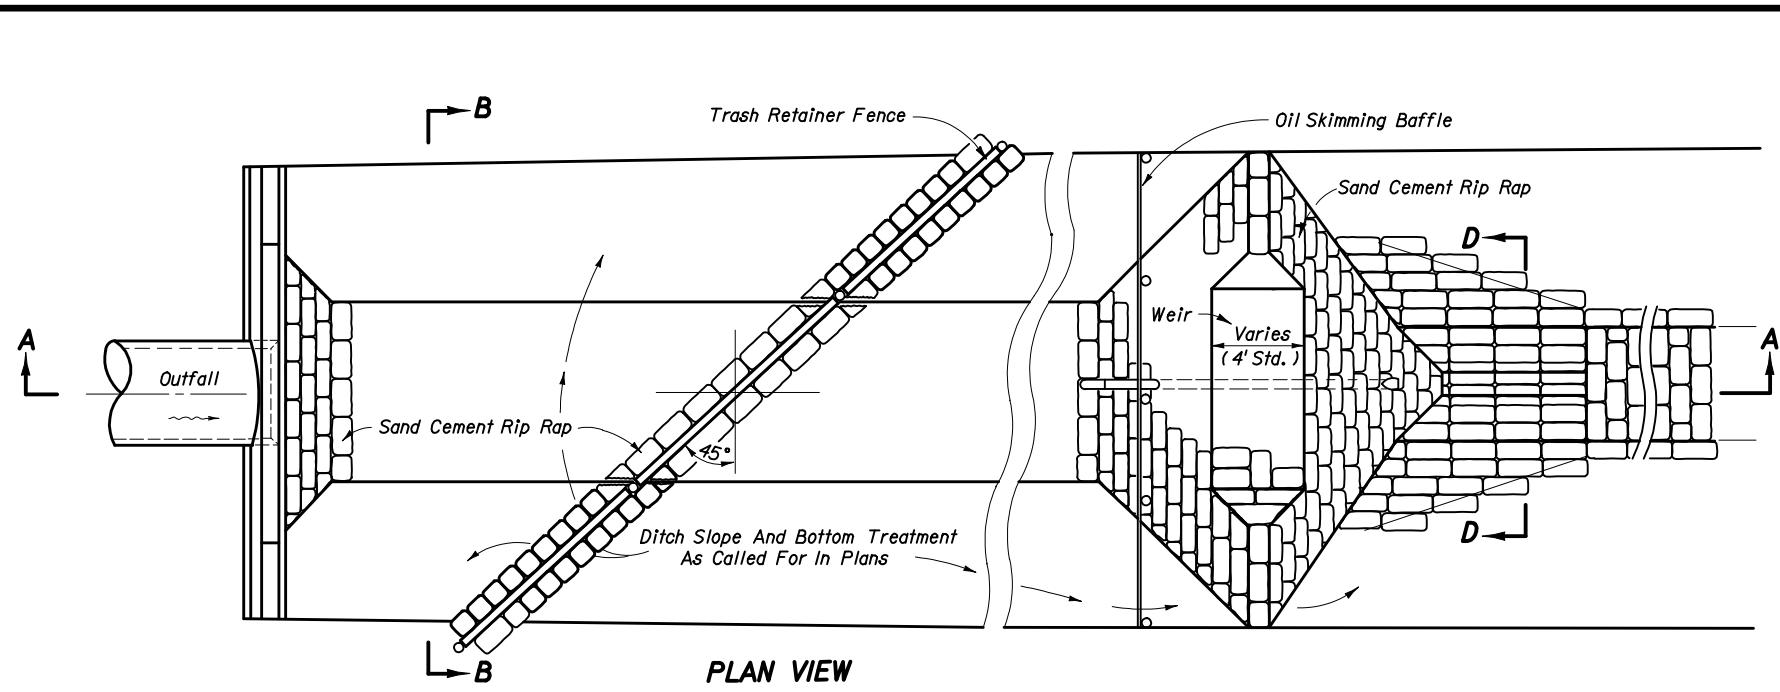 B
Trash Retainer Fence
Oil Skimming Baffle
Sand Cement Rip Rap
D
Weir
Varies
(4' Std.)
A
A
Outfall
Sand Cement Rip Rap
45°
Ditch Slope And Bottom Treatment
As Called For In Plans
D
B
PLAN VIEW